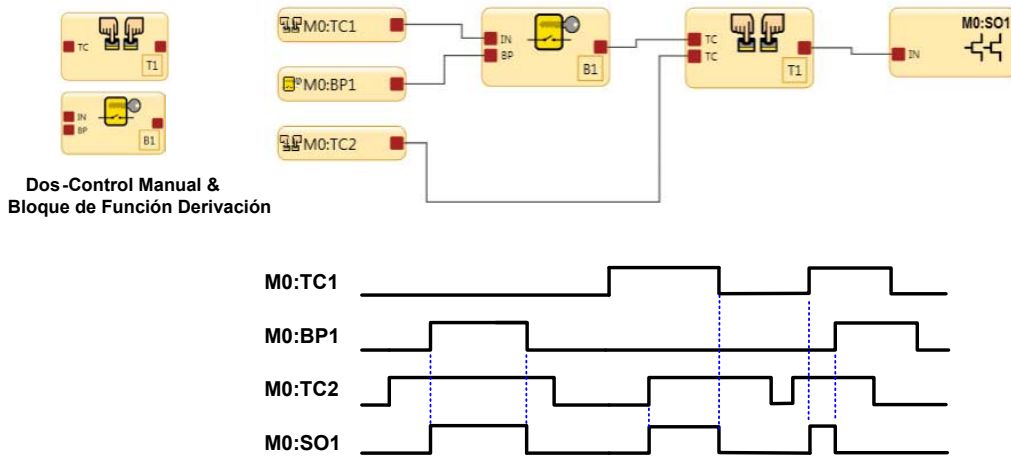 TC
T1
IN
BP
B1
Dos-Control Manual &
Bloque de Función Derivación
M0:TC1
M0:BP1
M0:TC2
IN
BP
B1
TC
TC
T1
M0:SO1
IN
M0:TC1
M0:BP1
M0:TC2
M0:SO1